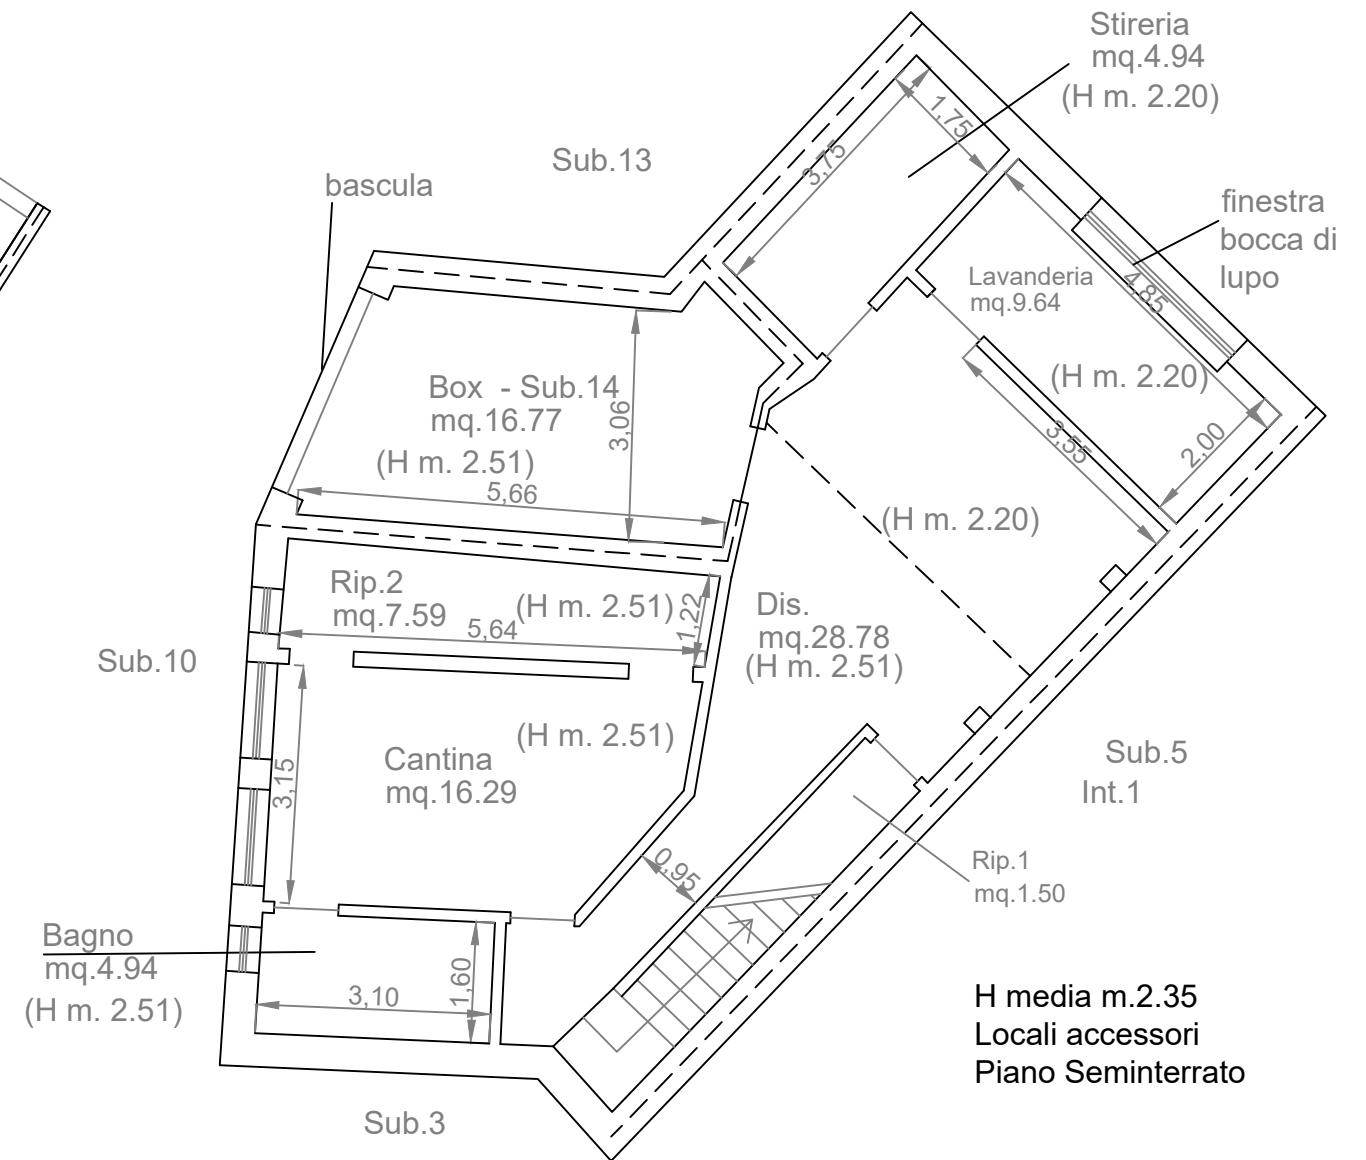 Stireria
mq.4.94
(H m. 2.20)
1,75
3,75
Sub.13
bascula
finestra
bocca di
lupo
Lavanderia
mq.9.64
4,85
(H m. 2.20)
3,55
2,00
Box - Sub.14
mq.16.77
(H m. 2.51)
3,06
5,66
(H m. 2.20)
Rip.2
mq.7.59
(H m. 2.51)
1,22
5,64
Dis.
mq.28.78
(H m. 2.51)
Sub.10
(H m. 2.51)
Cantina
mq.16.29
3,15
Sub.5
Int.1
0,95
Rip.1
mq.1.50
Bagno
mq.4.94
(H m. 2.51)
3,10
1,60
H media m.2.35
Locali accessori
Piano Seminterrato
Sub.3